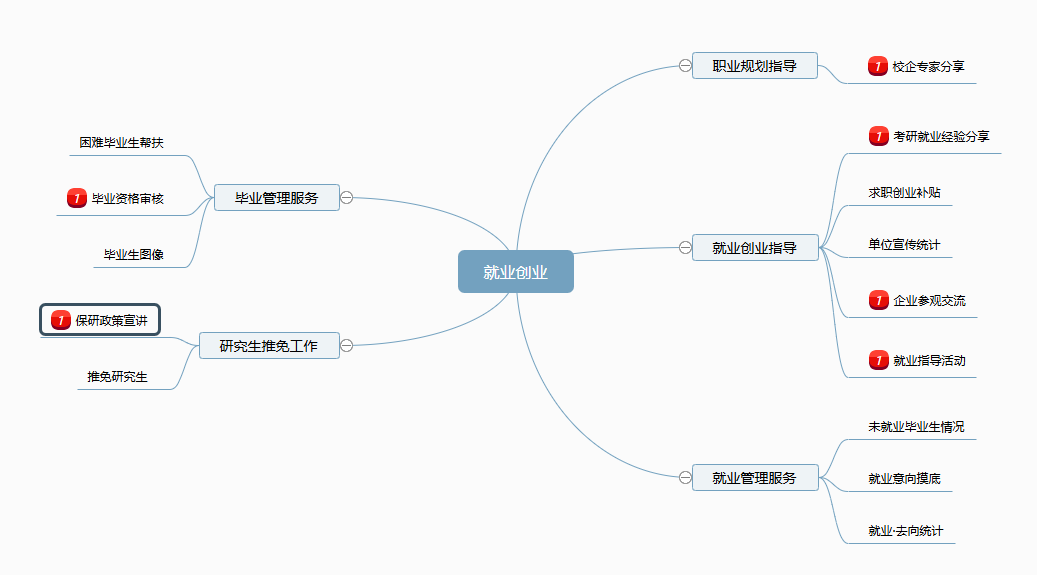 就业创业
职业规划指导
1 校企专家分享
就业创业指导
1 考研就业经验分享
求职创业补贴
单位宣传统计
1 企业参观交流
1 就业指导活动
就业管理服务
未就业毕业生情况
就业意向摸底
就业·去向统计
毕业管理服务
困难毕业生帮扶
1 毕业资格审核
毕业生图像
研究生推免工作
1 保研政策宣讲
推免研究生